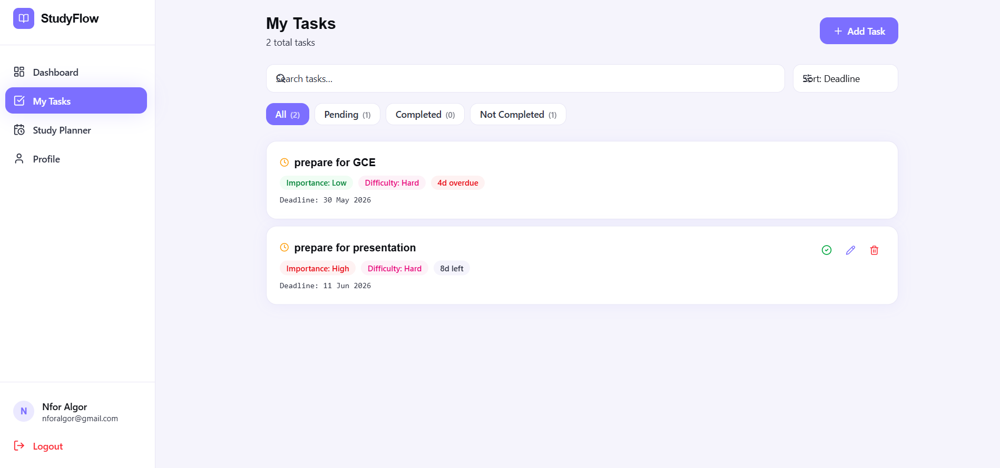 StudyFlow
Dashboard
My Tasks
Study Planner
Profile
Nfor Algor
N
nforalgor@gmail.com
Logout
My Tasks
2 total tasks
Add Task
Search tasks...
Sort: Deadline
All (2) Pending (1) Completed (0) Not Completed (1)
prepare for GCE
Importance: Low Difficulty: Hard 4d overdue
Deadline: 30 May 2026
prepare for presentation
Importance: High Difficulty: Hard 8d left
Deadline: 11 Jun 2026